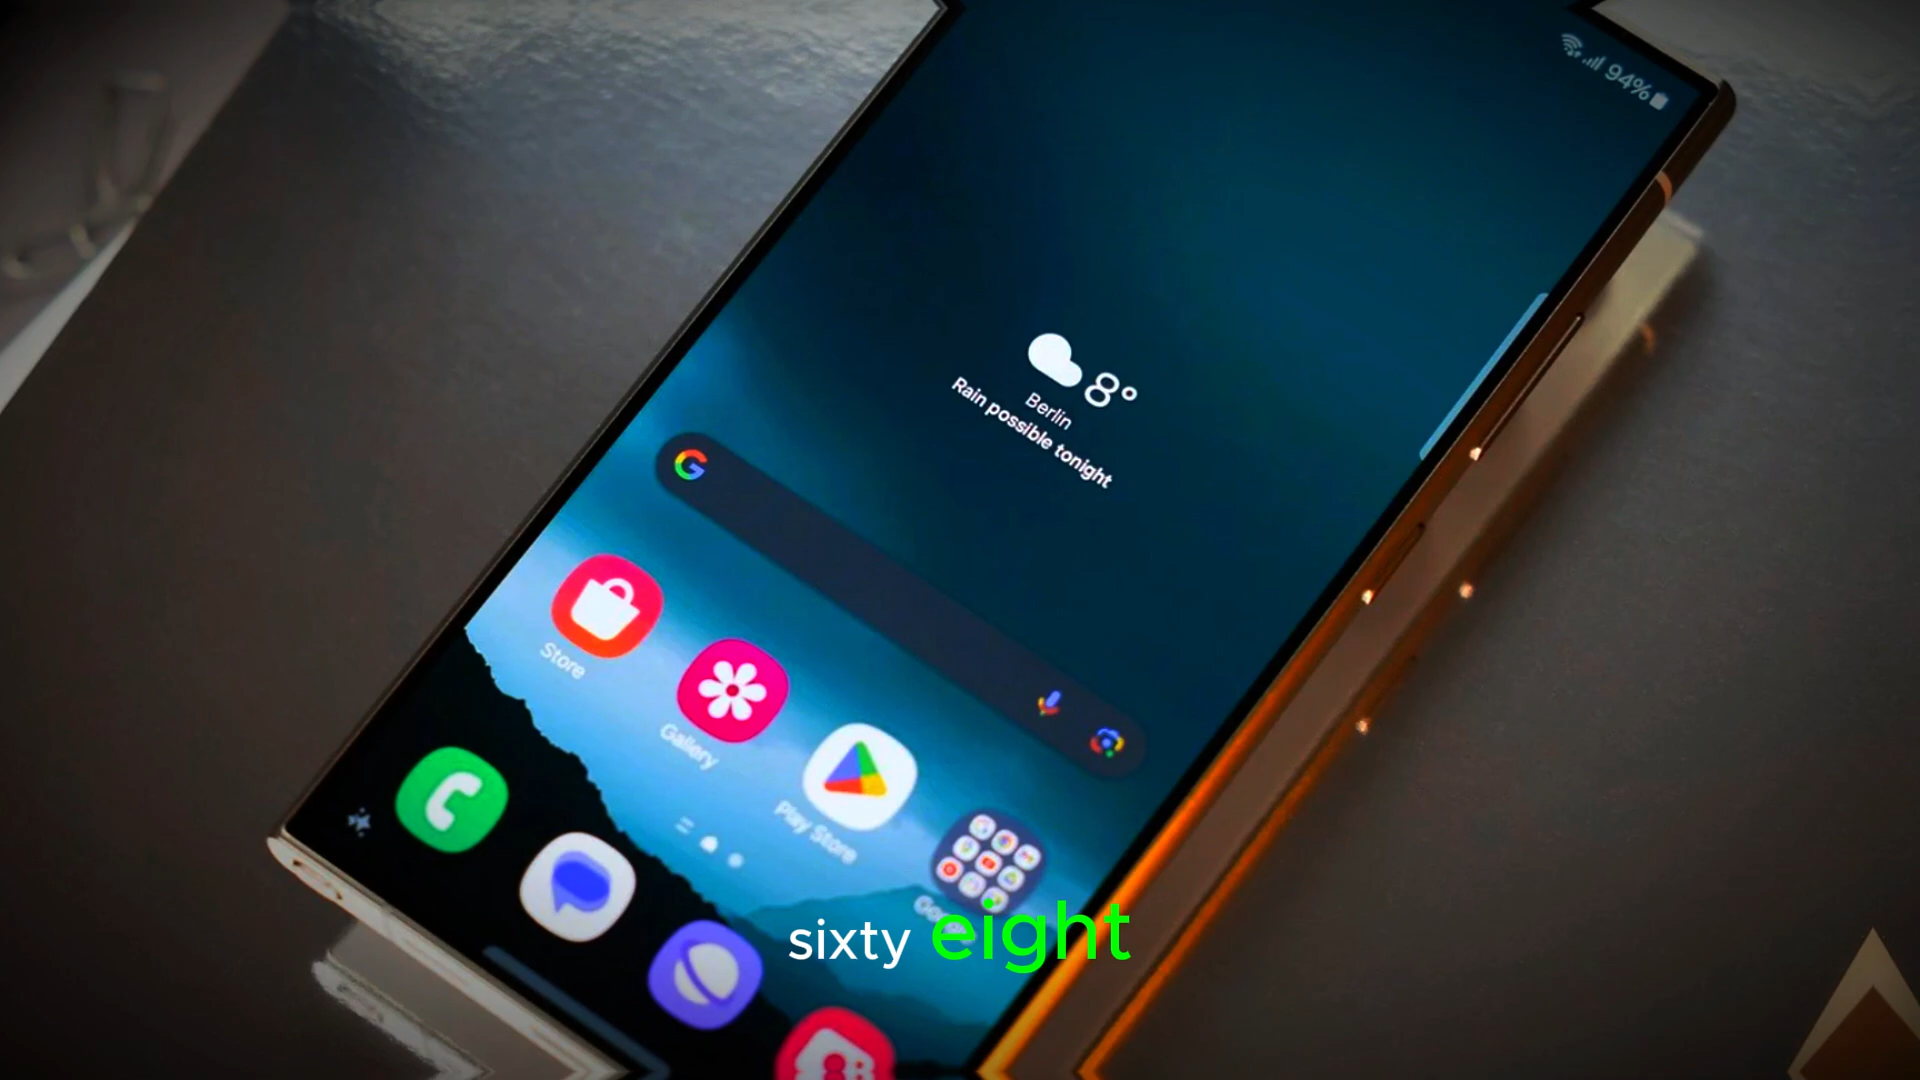 94%
8°
Berlin
Rain possible tonight
Store
Gallery
Play Store
sixty eight